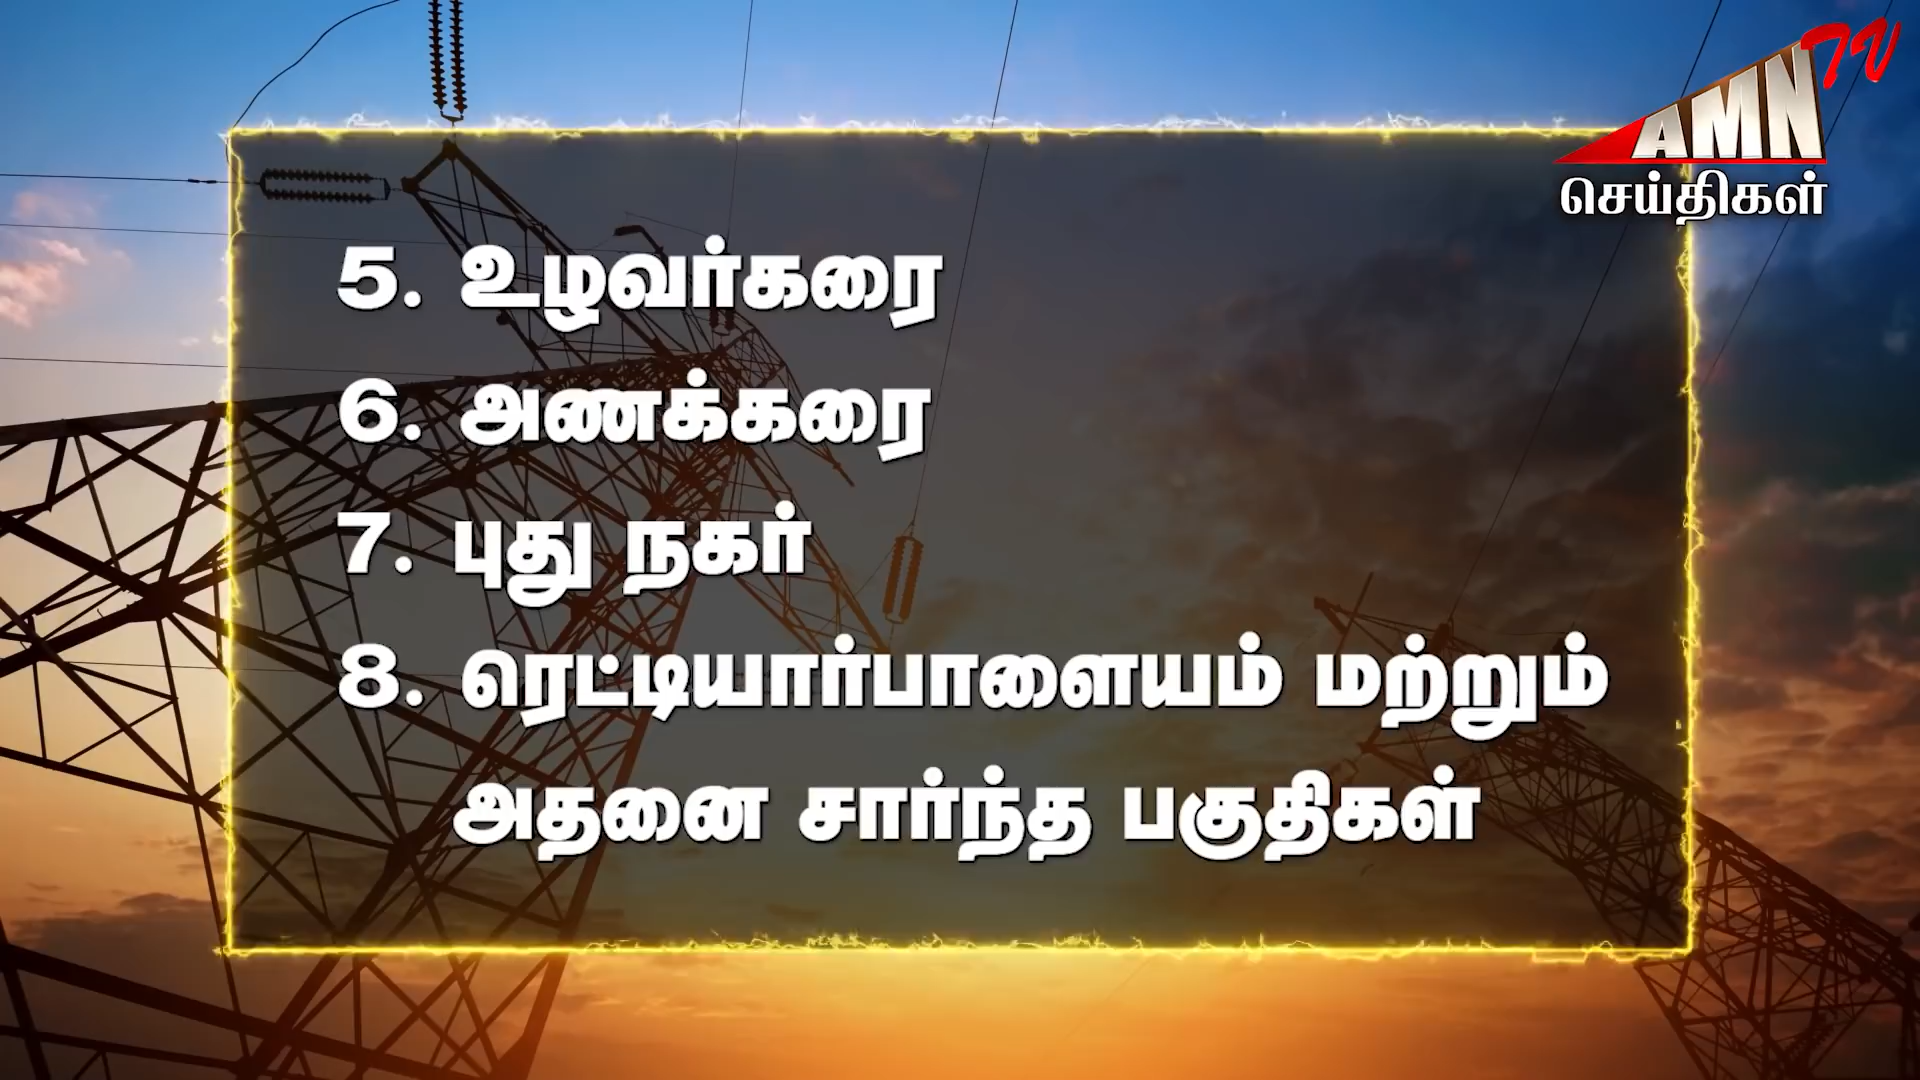 AMN TV
செய்திகள்
5. உழவர்கரை
6. அணக்கரை
7. புது நகர்
8. ரெட்டியார்பாளையம் மற்றும்
அதனை சார்ந்த பகுதிகள்